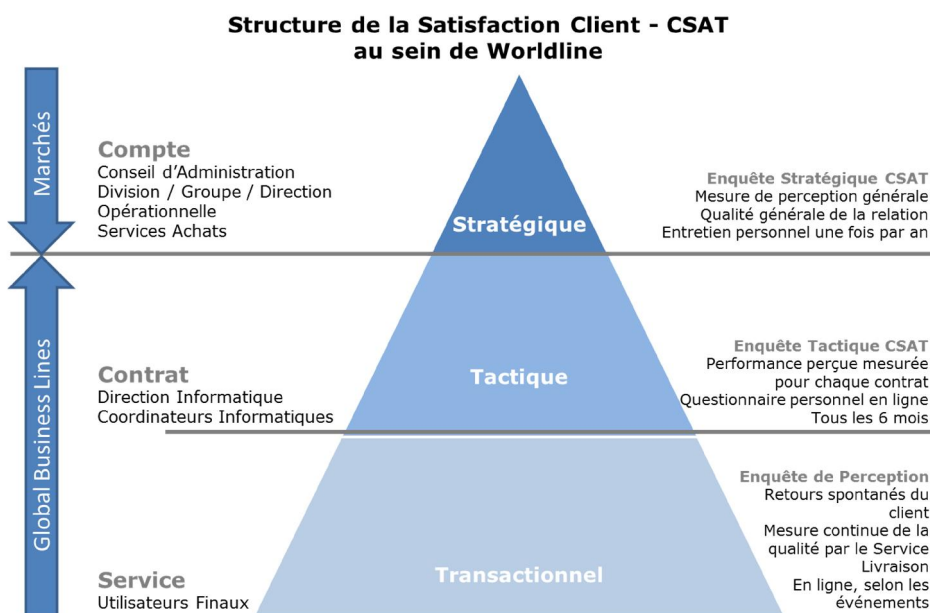 Structure de la Satisfaction Client - CSAT
au sein de Worldline
Marchés
Compte
Conseil d'Administration
Division / Groupe / Direction
Opérationnelle
Services Achats
Stratégique
Enquête Stratégique CSAT
Mesure de perception générale
Qualité générale de la relation
Entretien personnel une fois par an
Global Business Lines
Contrat
Direction Informatique
Coordinateurs Informatiques
Tactique
Enquête Tactique CSAT
Performance perçue mesurée
pour chaque contrat
Questionnaire personnel en ligne
Tous les 6 mois
Service
Utilisateurs Finaux
Transactionnel
Enquête de Perception
Retours spontanés du
client
Mesure continue de la
qualité par le Service
Livraison
En ligne, selon les
événements